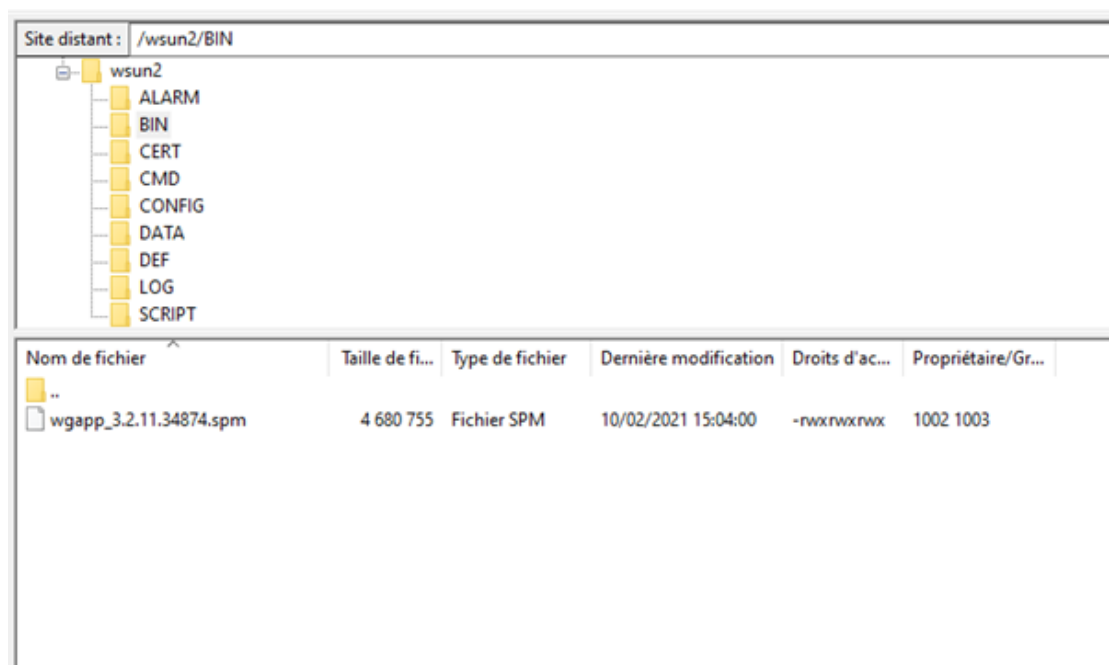 Site distant : /wsun2/BIN
wsun2
ALARM
BIN
CERT
CMD
CONFIG
DATA
DEF
LOG
SCRIPT
Nom de fichier Taille de fi... Type de fichier Dernière modification Droits d'ac... Propriétaire/Gr...
..
wgapp_3.2.11.34874.spm 4 680 755 Fichier SPM 10/02/2021 15:04:00 -rwxrwxrwx 1002 1003